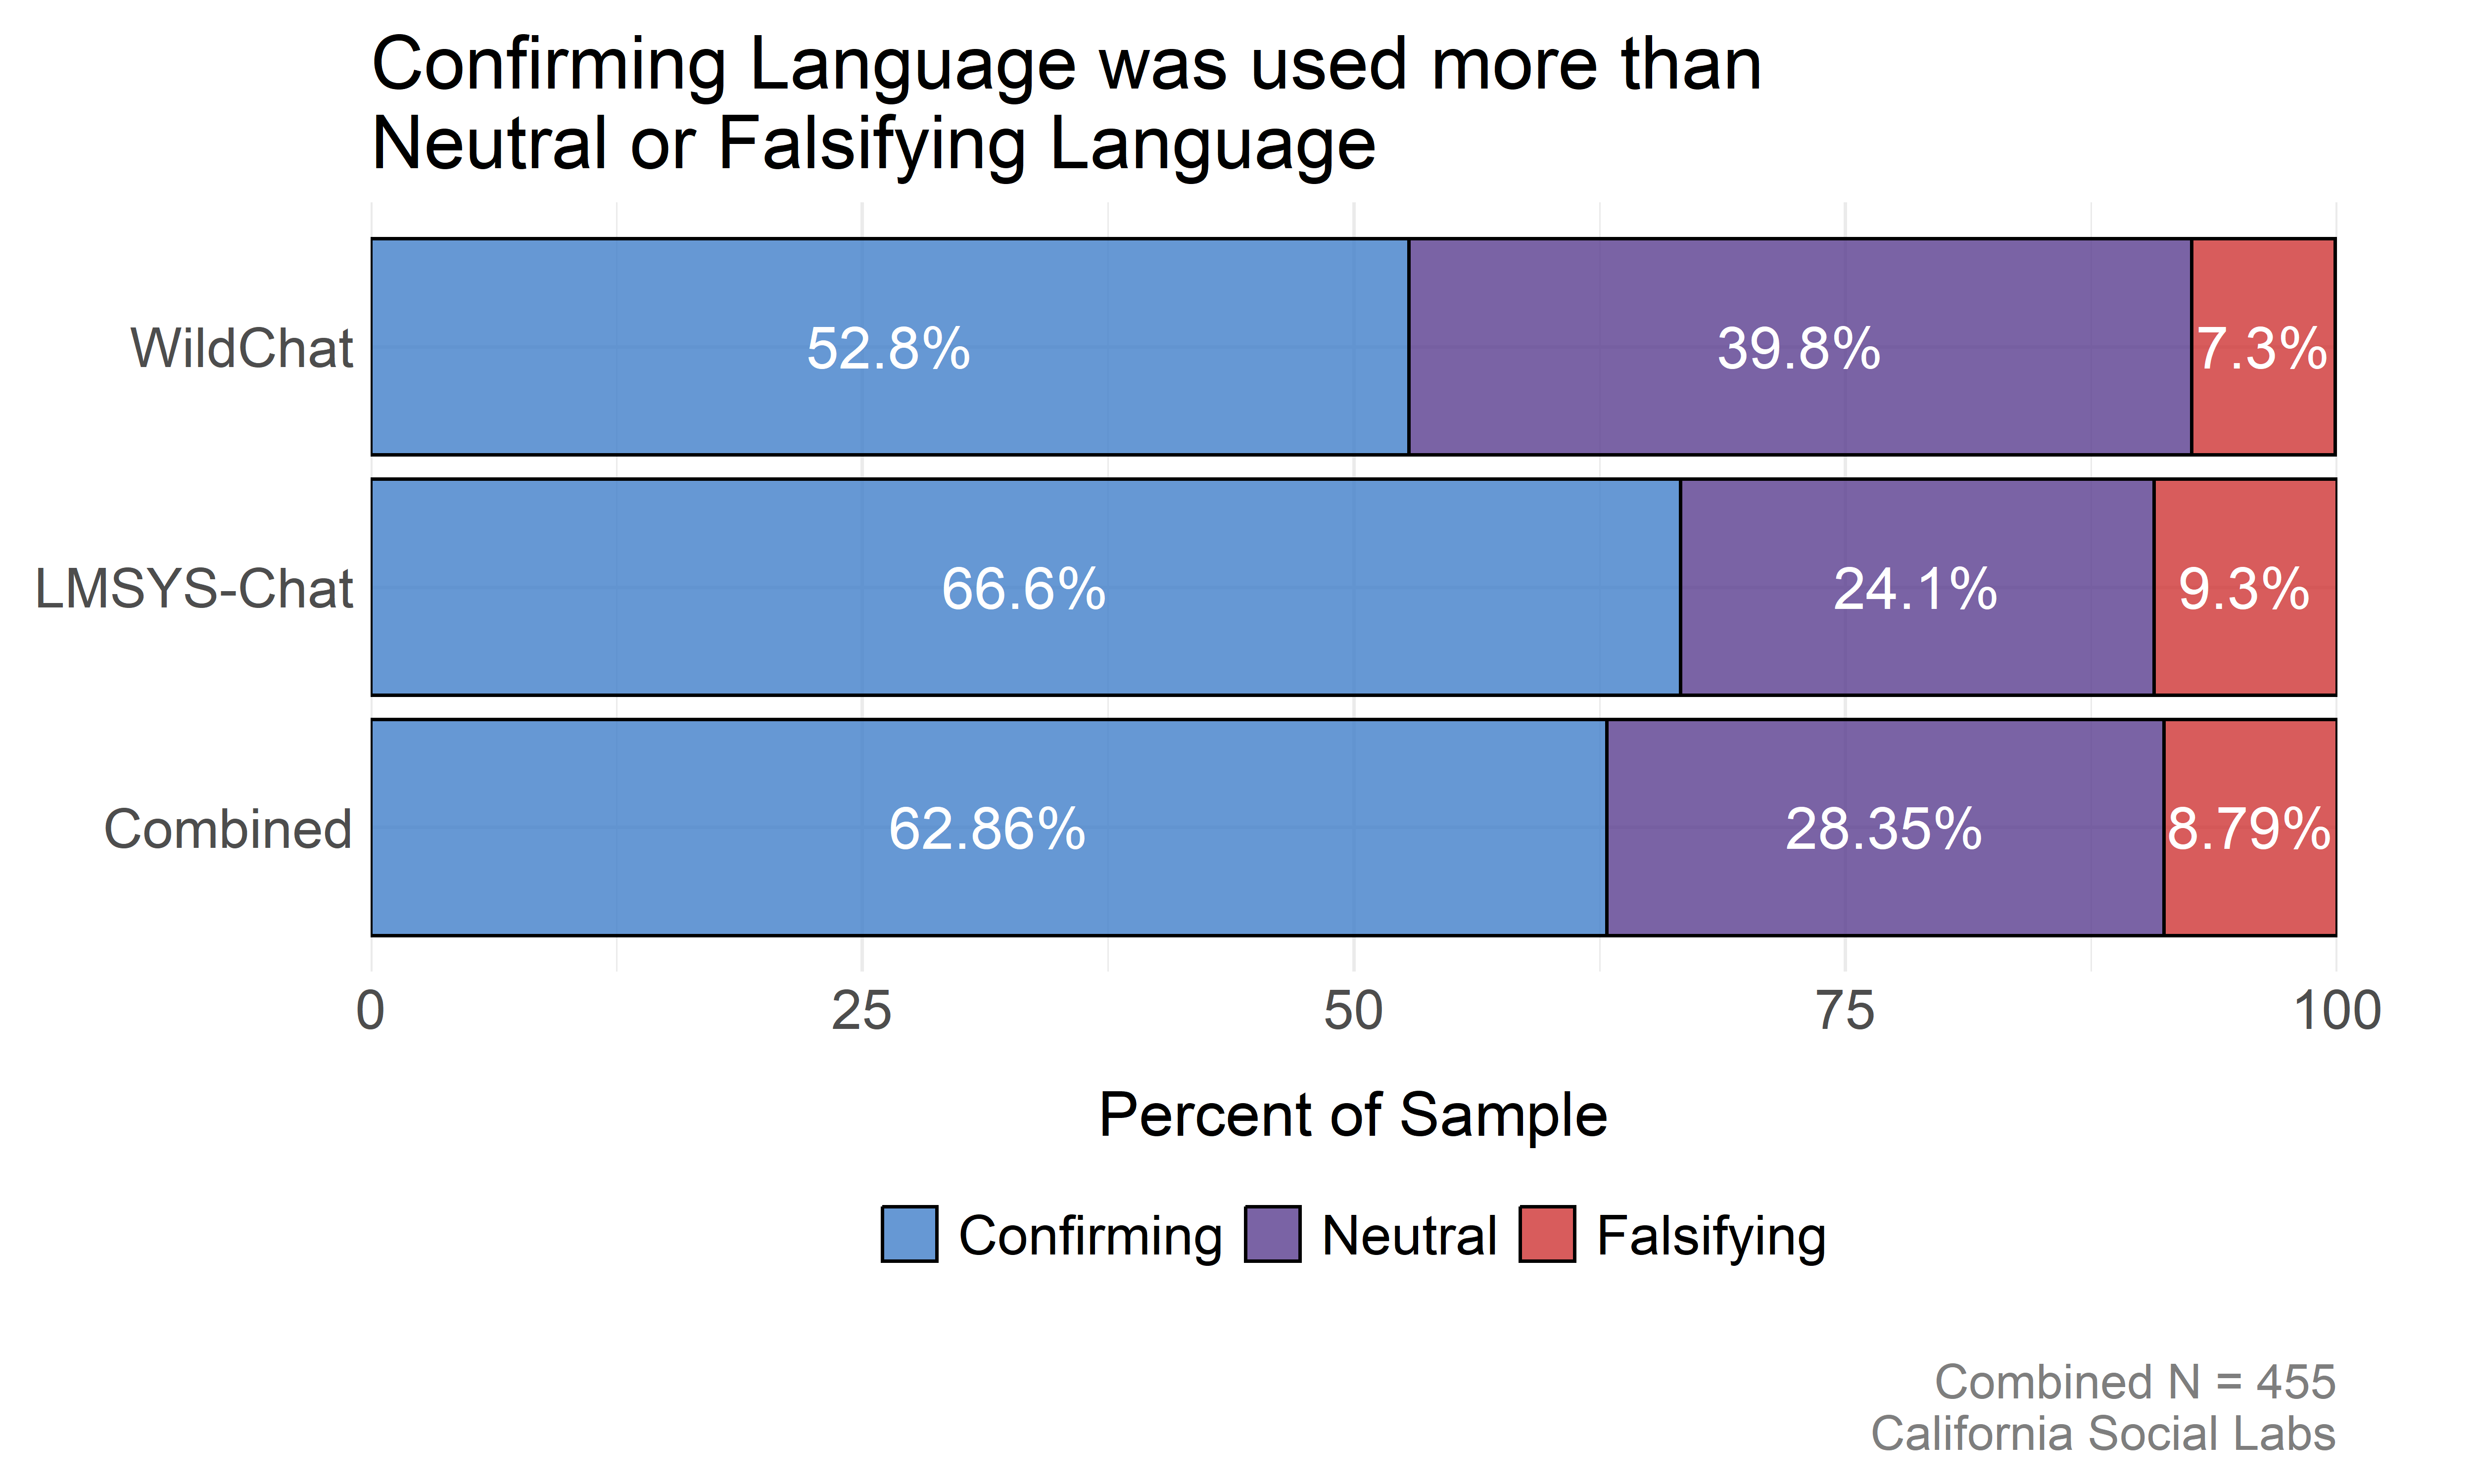 Confirming Language was used more than
Neutral or Falsifying Language
WildChat
52.8%
39.8%
7.3%
LMSYS-Chat
66.6%
24.1%
9.3%
Combined
62.86%
28.35%
8.79%
0
25
50
75
100
Percent of Sample
Confirming
Neutral
Falsifying
Combined N = 455
California Social Labs